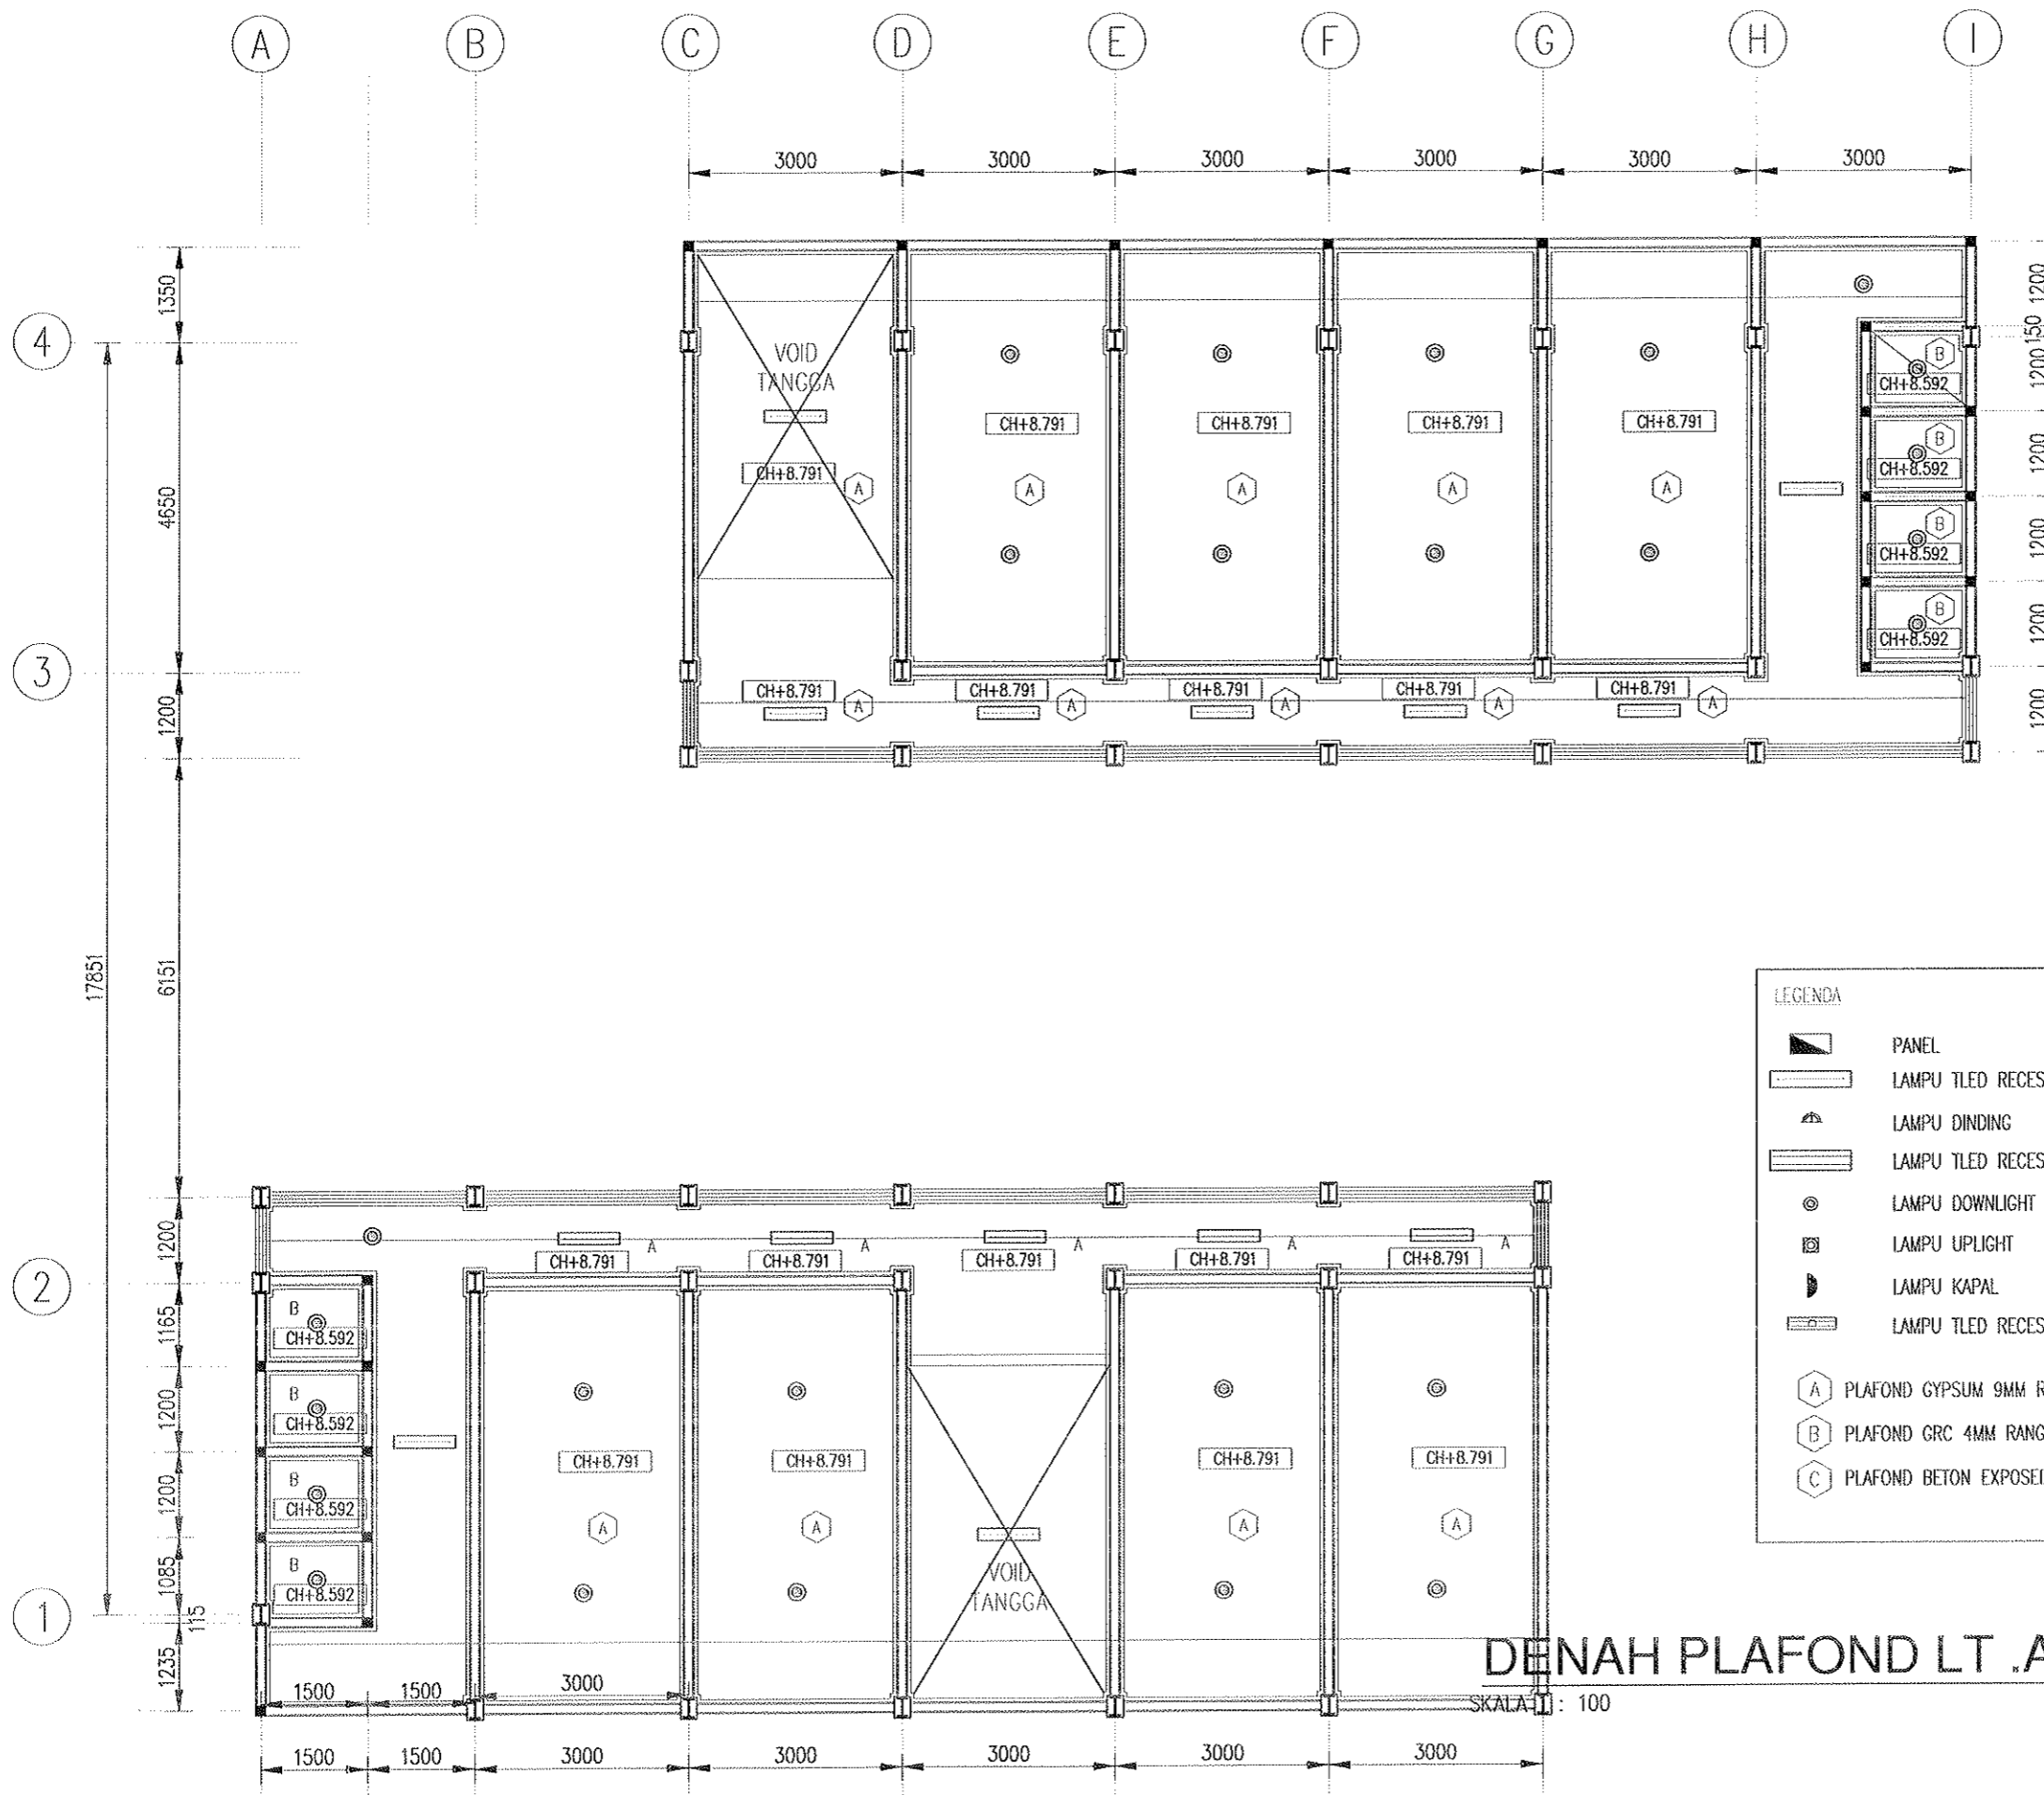 A B C D E F G H I
3000 3000 3000 3000 3000 3000
1350
1200
4
150
VOID
TANGGA
B
1200
CH+8.592
CH+8.791 CH+8.791 CH+8.791 CH+8.791
B
1200
CH+8.592
CH+8.791 A A A A A
4650
B
1200
CH+8.592
B
1200
CH+8.592
3
CH+8.791 CH+8.791 CH+8.791 CH+8.791 CH+8.791
A A A A A
1200
1200
17851
6151
LEGENDA
PANEL
LAMPU TLED RECES
LAMPU DINDING
LAMPU TLED RECES
LAMPU DOWNLIGHT
LAMPU UPLIGHT
LAMPU KAPAL
LAMPU TLED RECES
A PLAFOND GYPSUM 9MM R
B PLAFOND GRC 4MM RANG
C PLAFOND BETON EXPOSE
1200
A A A A A
CH+8.791 CH+8.791 CH+8.791 CH+8.791 CH+8.791
2
B
1165
CH+8.592
B
1200
CH+8.592
CH+8.791 CH+8.791 CH+8.791 CH+8.791
B
1200
CH+8.592
A A A A
B
1085
CH+8.592
VOID
TANGGA
1
115
1235
1500 1500 3000
DENAH PLAFOND LT .A
SKALA 1 : 100
1500 1500 3000 3000 3000 3000 3000